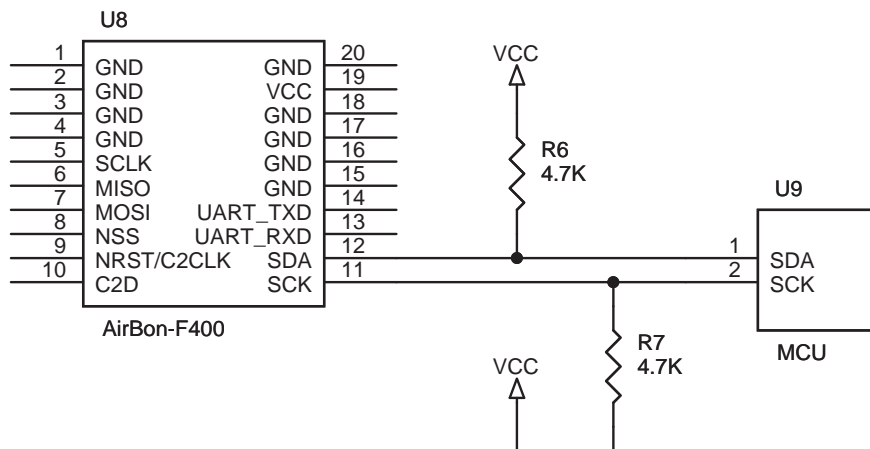 U8
1 GND GND 20
2 GND VCC 19
3 GND GND 18
4 GND GND 17
5 SCLK GND 16
6 MISO GND 15
7 MOSI UART_TXD 14
8 NSS UART_RXD 13
9 NRST/C2CLK SDA 12
10 C2D SCK 11
AirBon-F400
VCC
R6
4.7K
U9
1 SDA
2 SCK
MCU
R7
4.7K
VCC